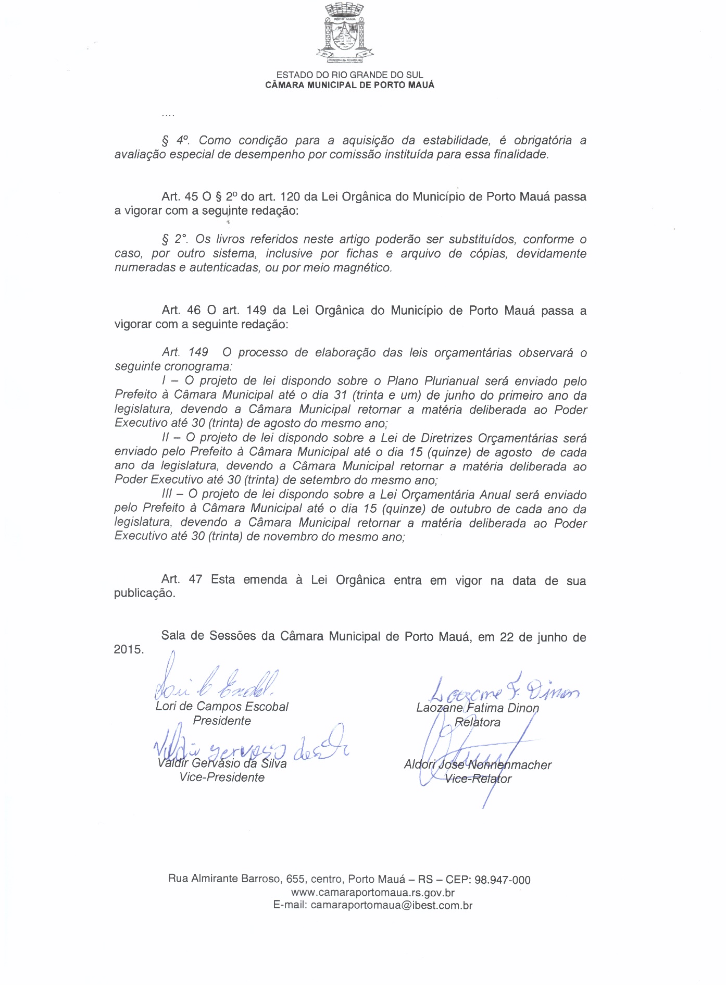 PORTO MAUÁ
ESTADO DO RIO GRANDE DO SUL
CÂMARA MUNICIPAL DE PORTO MAUÁ
....
§ 4º. Como condição para a aquisição da estabilidade, é obrigatória a
avaliação especial de desempenho por comissão instituída para essa finalidade.
Art. 45 O § 2º do art. 120 da Lei Orgânica do Município de Porto Mauá passa
a vigorar com a seguinte redação:
§ 2°. Os livros referidos neste artigo poderão ser substituídos, conforme o
caso, por outro sistema, inclusive por fichas e arquivo de cópias, devidamente
numeradas e autenticadas, ou por meio magnético.
Art. 46 O art. 149 da Lei Orgânica do Município de Porto Mauá passa a
vigorar com a seguinte redação:
Art. 149 O processo de elaboração das leis orçamentárias observará o
seguinte cronograma:
I – O projeto de lei dispondo sobre o Plano Plurianual será enviado pelo
Prefeito à Câmara Municipal até o dia 31 (trinta e um) de junho do primeiro ano da
legislatura, devendo a Câmara Municipal retornar a matéria deliberada ao Poder
Executivo até 30 (trinta) de agosto do mesmo ano;
II – O projeto de lei dispondo sobre a Lei de Diretrizes Orçamentárias será
enviado pelo Prefeito à Câmara Municipal até o dia 15 (quinze) de agosto de cada
ano da legislatura, devendo a Câmara Municipal retornar a matéria deliberada ao
Poder Executivo até 30 (trinta) de setembro do mesmo ano;
III – O projeto de lei dispondo sobre a Lei Orçamentária Anual será enviado
pelo Prefeito à Câmara Municipal até o dia 15 (quinze) de outubro de cada ano da
legislatura, devendo a Câmara Municipal retornar a matéria deliberada ao Poder
Executivo até 30 (trinta) de novembro do mesmo ano;
Art. 47 Esta emenda à Lei Orgânica entra em vigor na data de sua
publicação.
Sala de Sessões da Câmara Municipal de Porto Mauá, em 22 de junho de
2015.
Laozane F. Dinon
Lori de Campos Escobal
Laozane Fatima Dinon
Presidente
Relatora
Valdir Gervasio da
Valdir Gervásio da Silva
Aldori Jose Nonnenmacher
Vice-Presidente
Vice-Relator
Rua Almirante Barroso, 655, centro, Porto Mauá – RS – CEP: 98.947-000
www.camaraportomaua.rs.gov.br
E-mail: camaraportomaua@ibest.com.br